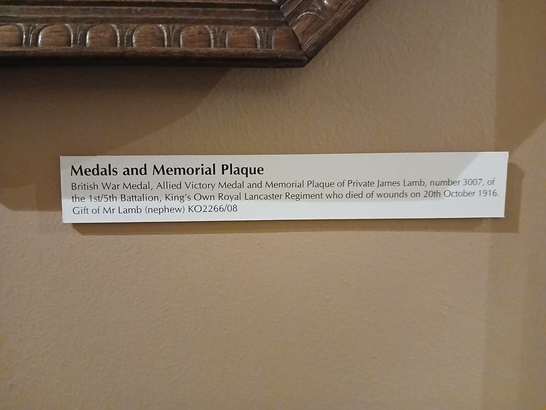 Medals and Memorial Plaque
British War Medal, Allied Victory Medal and Memorial Plaque of Private James Lamb, number 3007, of
the 1st/5th Battalion, King's Own Royal Lancaster Regiment who died of wounds on 20th October 1916.
Gift of Mr Lamb (nephew) KO2266/08